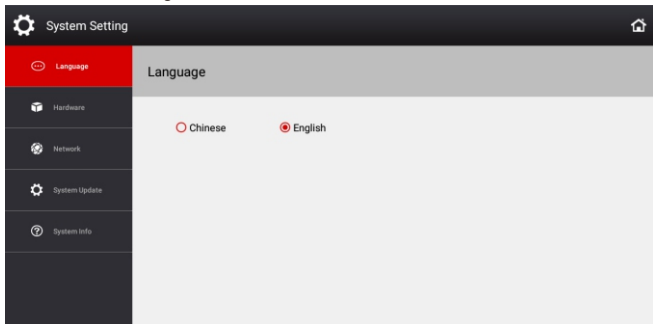 System Setting
Language
Language
Hardware
Chinese
English
Network
System Update
System Info